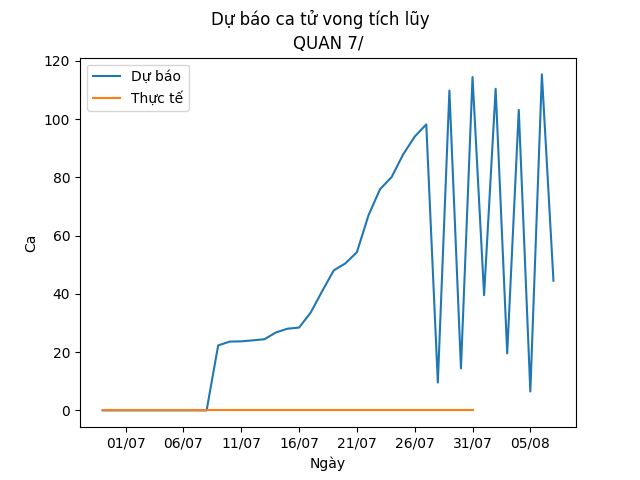 Dự báo ca tử vong tích lũy
QUAN 7/
Dự báo
Thực tế
120
100
80
60
40
20
0
Ca
01/07 06/07 11/07 16/07 21/07 26/07 31/07 05/08
Ngày